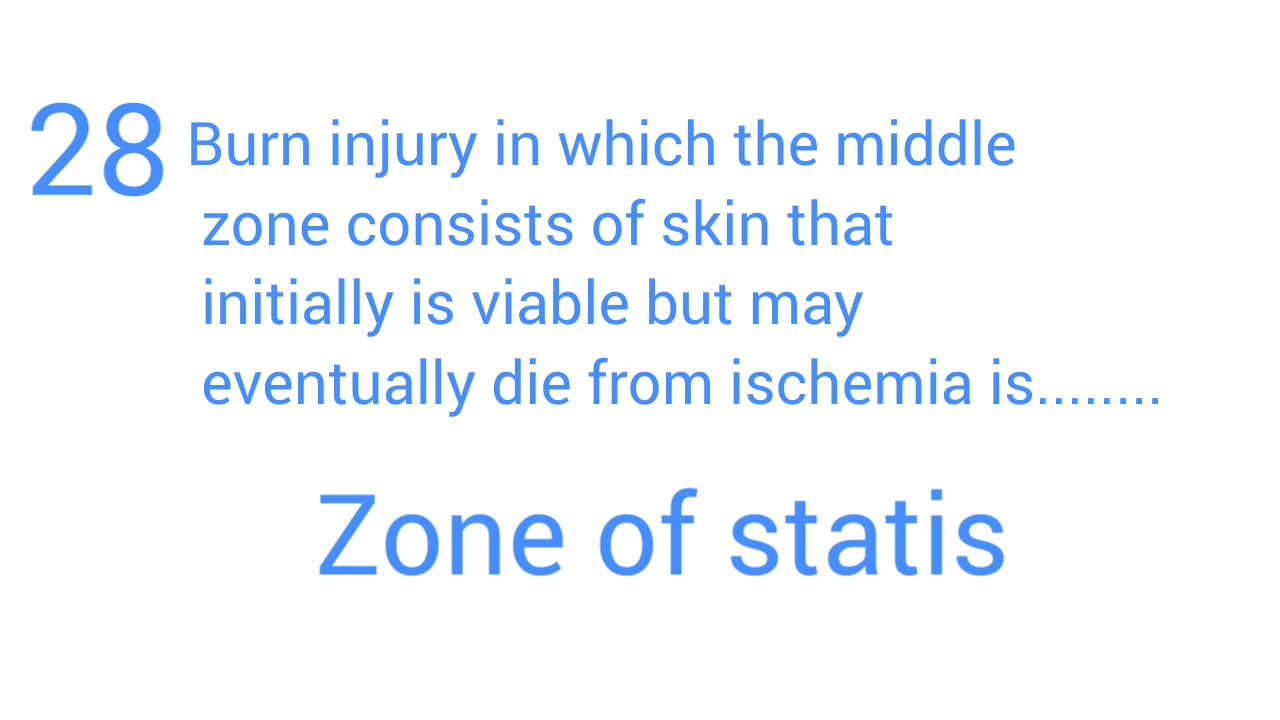 28 Burn injury in which the middle
zone consists of skin that
initially is viable but may
eventually die from ischemia is........
Zone of statis